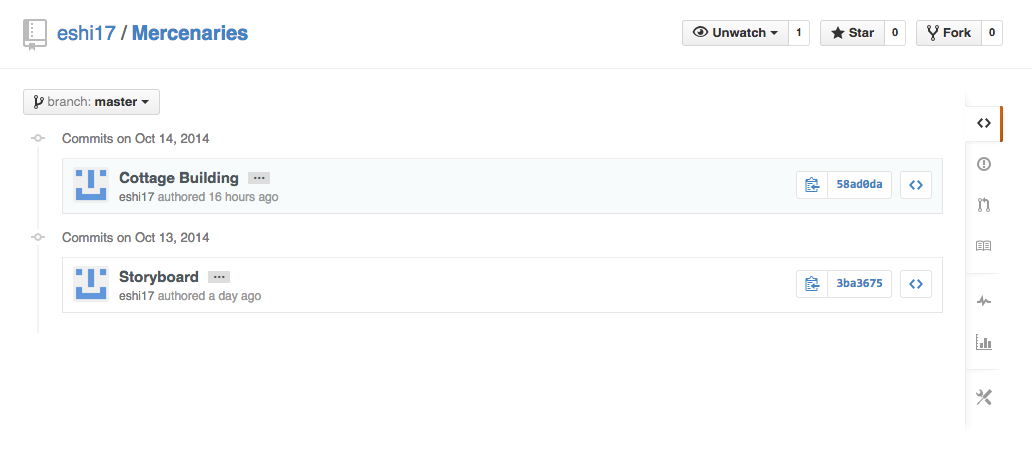 eshi17 / Mercenaries
Unwatch 1 Star 0 Fork 0
branch: master
Commits on Oct 14, 2014
Cottage Building ...
eshi17 authored 16 hours ago
58ad0da
Commits on Oct 13, 2014
Storyboard ...
eshi17 authored a day ago
3ba3675